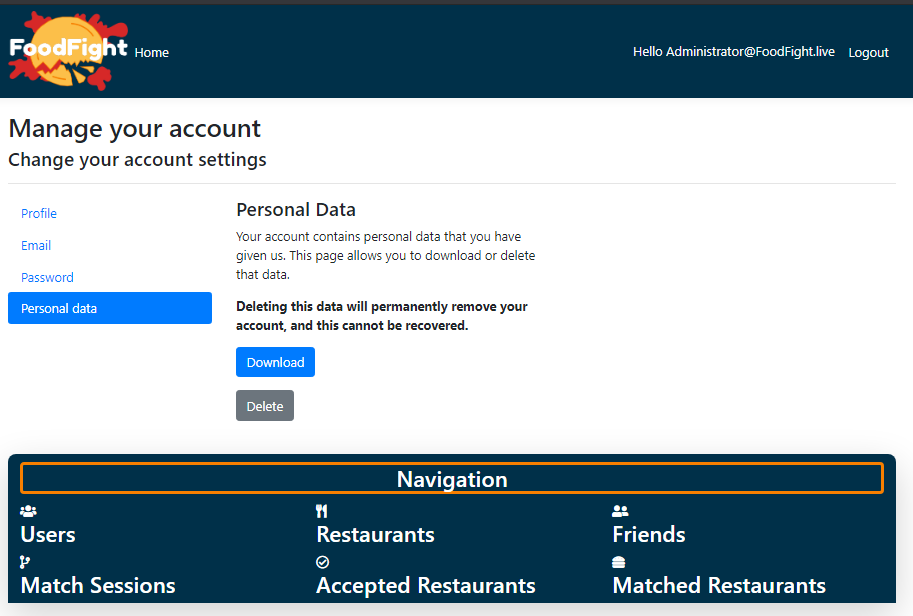 FoodFight
Home
Hello Administrator@FoodFight.live
Logout
Manage your account
Change your account settings
Profile
Email
Password
Personal data
Personal Data
Your account contains personal data that you have
given us. This page allows you to download or delete
that data.
Deleting this data will permanently remove your
account, and this cannot be recovered.
Download
Delete
Navigation
Users
Restaurants
Friends
Match Sessions
Accepted Restaurants
Matched Restaurants